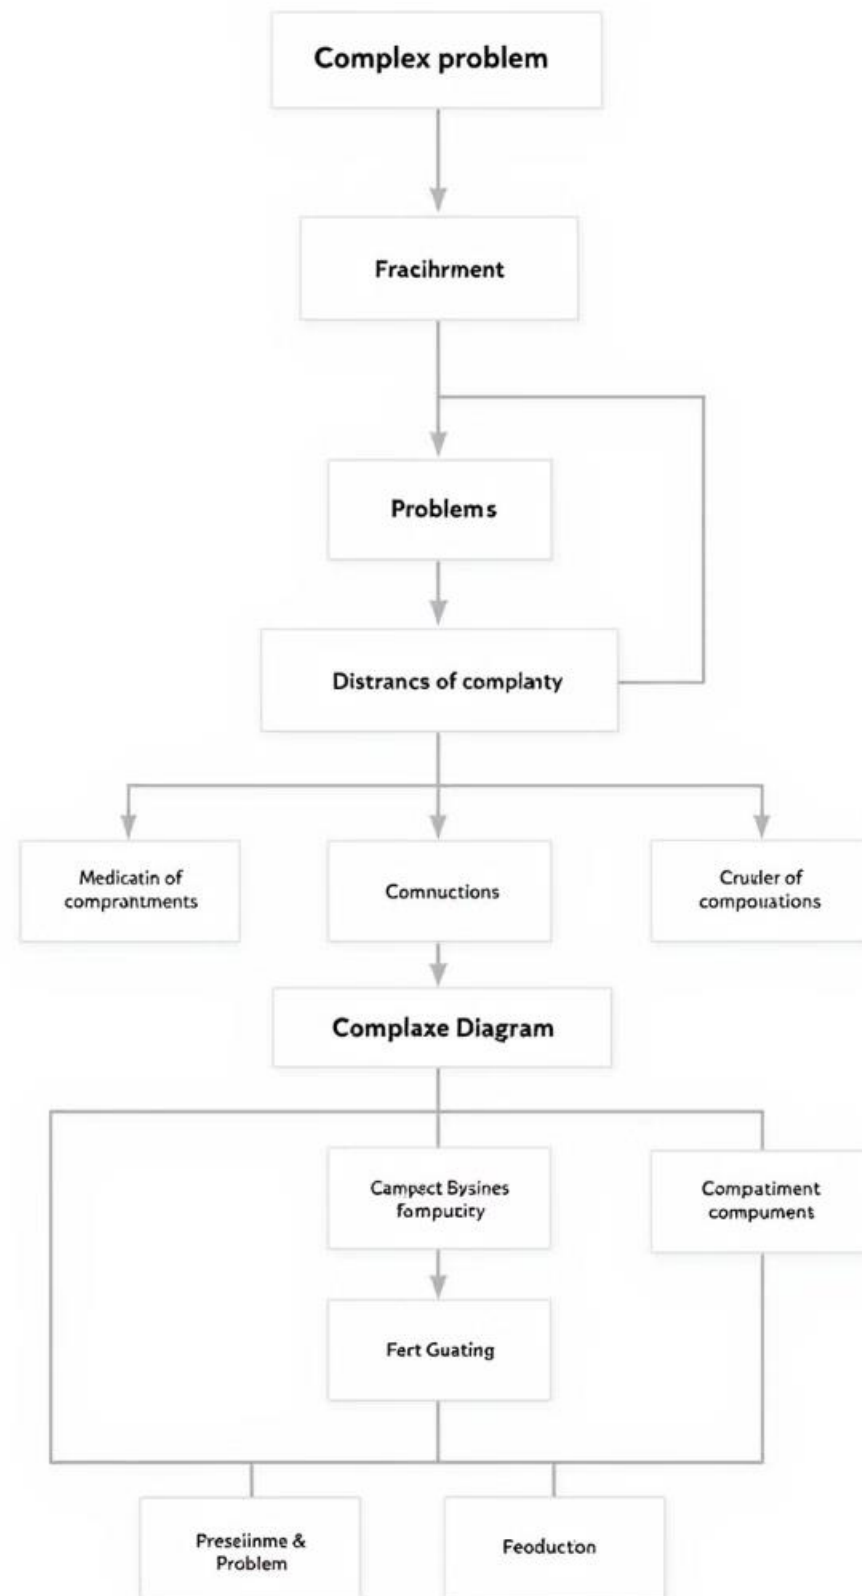 Complex problem
Fracihrment
Problems
Distrancs of complanty
Medicatin of
comprantments
Comnuctions
Cruder of
compouations
Complaxe Diagram
Campect Bysines
fompucity
Compatiment
compument
Fert Guating
Preseiinme &
Problem
Feoducton